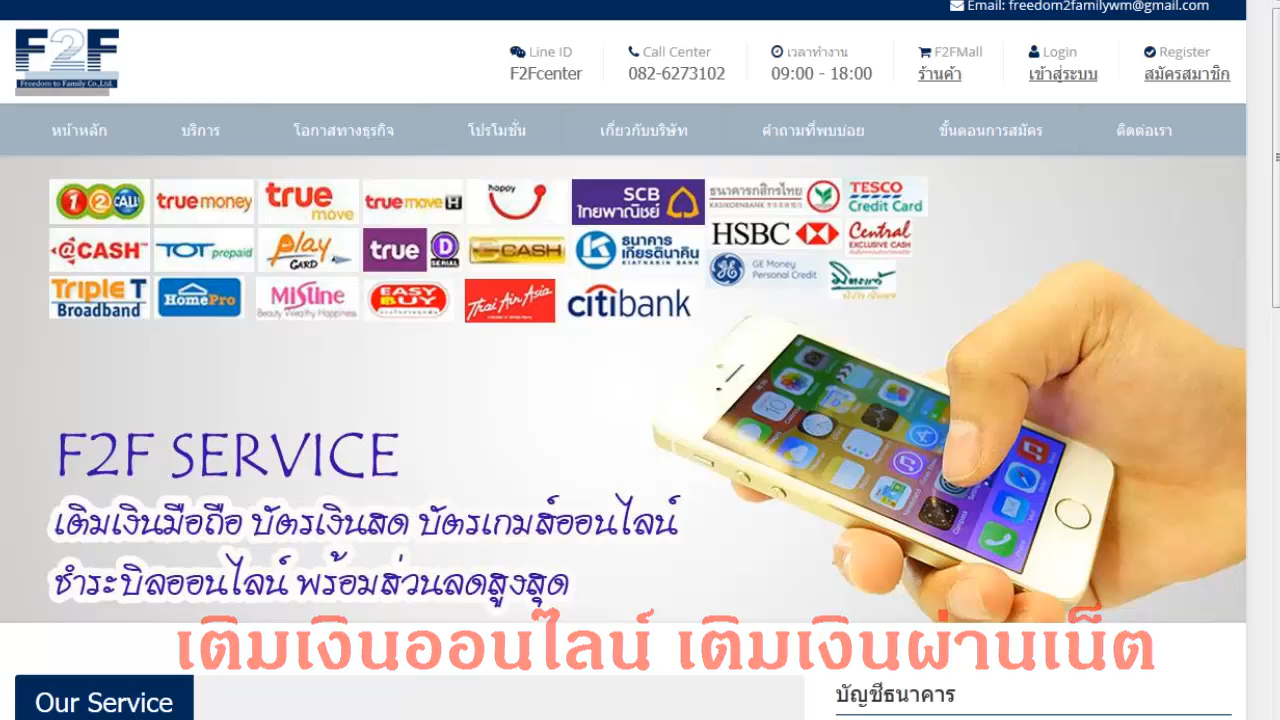 Email: freedom2familywm@gmail.com
F2F
Freedom to Family Co.,Ltd.
Line ID
F2Fcenter
Call Center
082-6273102
เวลาทำงาน
09:00 - 18:00
F2FMall
ร้านค้า
Login
เข้าสู่ระบบ
Register
สมัครสมาชิก
หน้าหลัก บริการ โอกาสทางธุรกิจ โปรโมชั่น เกี่ยวกับบริษัท คำถามที่พบบ่อย ขั้นตอนการสมัคร ติดต่อเรา
1 2 CALL
truemoney
true move
truemove H
happy
SCB
ไทยพาณิชย์
ธนาคารกสิกรไทย
KASIKORNBANK
TESCO
Credit Card
@CASH
TOT prepaid
Play CARD
true D SERIAL
CASH
ธนาคาร
เกียรตินาคิน
KIATNAKIN BANK
HSBC
Central
EXCLUSIVE CASH
GE Money
Personal Credit
Triple T
Broadband
HomePro
Mistine
Beauty Wealthy Happiness
EASY BUY
Thai Air Asia
citibank
F2F SERVICE
เติมเงินมือถือ บัตรเงินสด บัตรเกมส์ออนไลน์
ชำระบิลออนไลน์ พร้อมส่วนลดสูงสุด
เติมเงินออนไลน์ เติมเงินผ่านเน็ต
Our Service
บัญชีธนาคาร